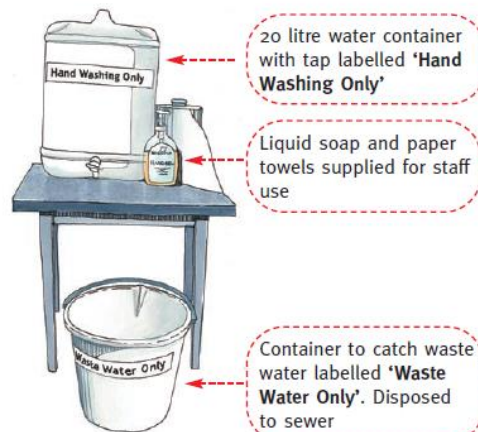 20 litre water container
with tap labelled 'Hand
Washing Only'
Hand Washing Only
Liquid soap and paper
towels supplied for staff
use
Waste Water Only
Container to catch waste
water labelled 'Waste
Water Only'. Disposed
to sewer